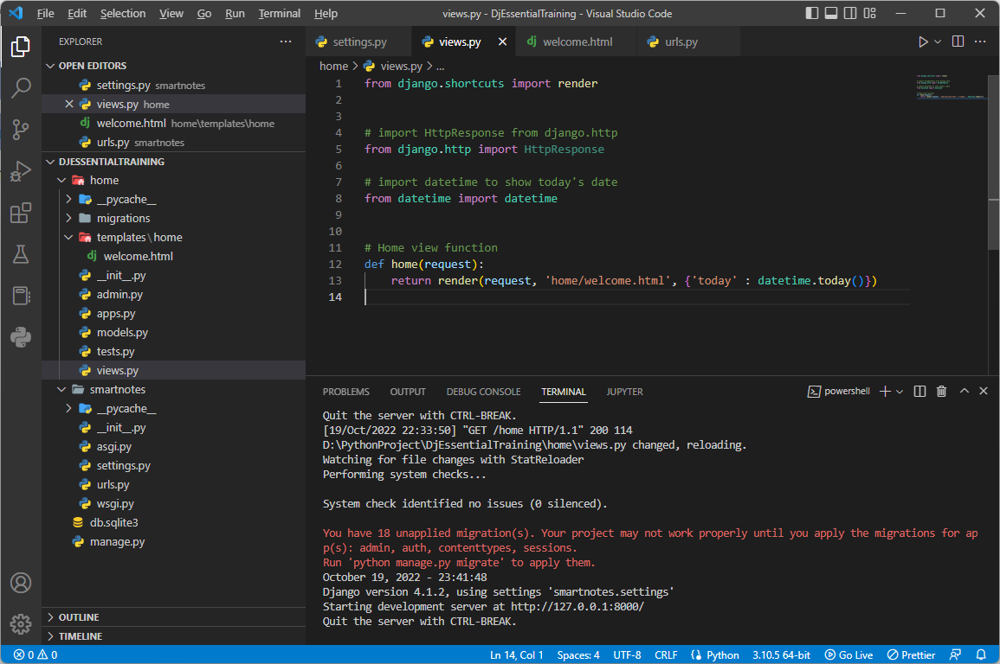 File Edit Selection View Go Run Terminal Help views.py - DjEssentialTraining - Visual Studio Code
EXPLORER
OPEN EDITORS
settings.py smartnotes
views.py home
welcome.html home\templates\home
urls.py smartnotes
DJESSENTIALTRAINING
home
__pycache__
migrations
templates\home
welcome.html
__init__.py
admin.py
apps.py
models.py
tests.py
views.py
smartnotes
__pycache__
__init__.py
asgi.py
settings.py
urls.py
wsgi.py
db.sqlite3
manage.py
OUTLINE
TIMELINE
settings.py views.py welcome.html urls.py
home > views.py > ...
1 from django.shortcuts import render
2
3
4 # import HttpResponse from django.http
5 from django.http import HttpResponse
6
7 # import datetime to show today's date
8 from datetime import datetime
9
10
11 # Home view function
12 def home(request):
13 return render(request, 'home/welcome.html', {'today' : datetime.today()})
14
PROBLEMS OUTPUT DEBUG CONSOLE TERMINAL JUPYTER powershell
Quit the server with CTRL-BREAK.
[19/Oct/2022 22:33:50] "GET /home HTTP/1.1" 200 114
D:\PythonProject\DjEssentialTraining\home\views.py changed, reloading.
Watching for file changes with StatReloader
Performing system checks...
System check identified no issues (0 silenced).
You have 18 unapplied migration(s). Your project may not work properly until you apply the migrations for ap
p(s): admin, auth, contenttypes, sessions.
Run 'python manage.py migrate' to apply them.
October 19, 2022 - 23:41:48
Django version 4.1.2, using settings 'smartnotes.settings'
Starting development server at http://127.0.0.1:8000/
Quit the server with CTRL-BREAK.
0 0 Ln 14, Col 1 Spaces: 4 UTF-8 CRLF Python 3.10.5 64-bit Go Live Prettier